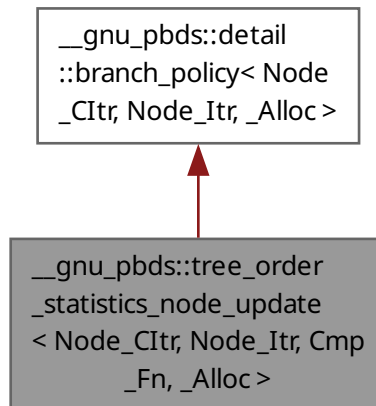 __gnu_pbds::detail
::branch_policy< Node
_CItr, Node_Itr, _Alloc >
__gnu_pbds::tree_order
_statistics_node_update
< Node_CItr, Node_Itr, Cmp
_Fn, _Alloc >